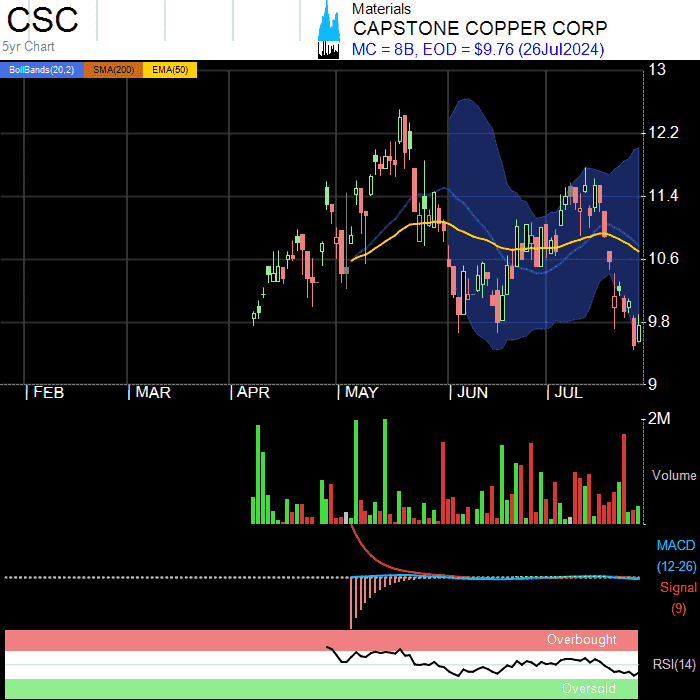 CSC
5yr Chart
Materials
CAPSTONE COPPER CORP
MC = 8B, EOD = $9.76 (26Jul2024)
BollBands(20,2) SMA(200) EMA(50)
13
12.2
11.4
10.6
9.8
9
FEB MAR APR MAY JUN JUL
2M
Volume
MACD
(12-26)
Signal
(9)
Overbought
RSI(14)
Oversold